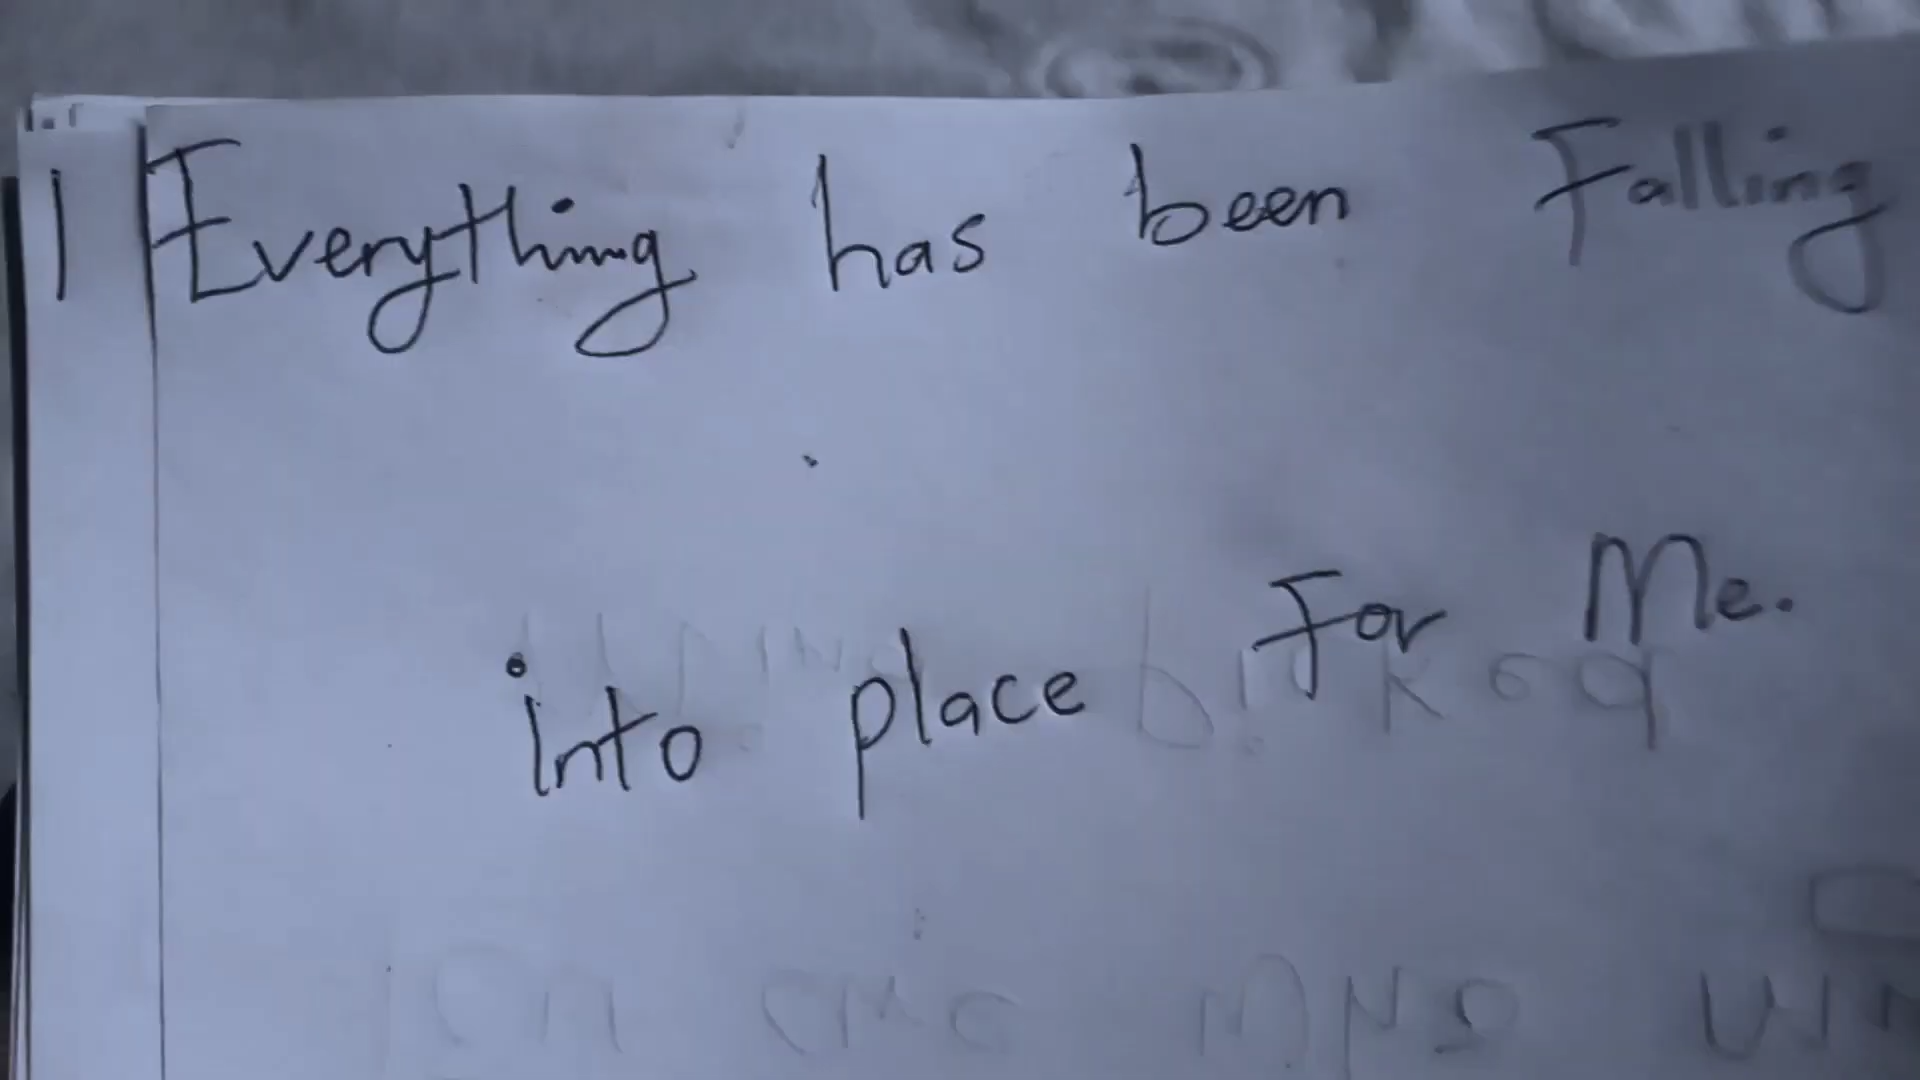 Everything has been Falling
into place For Me.